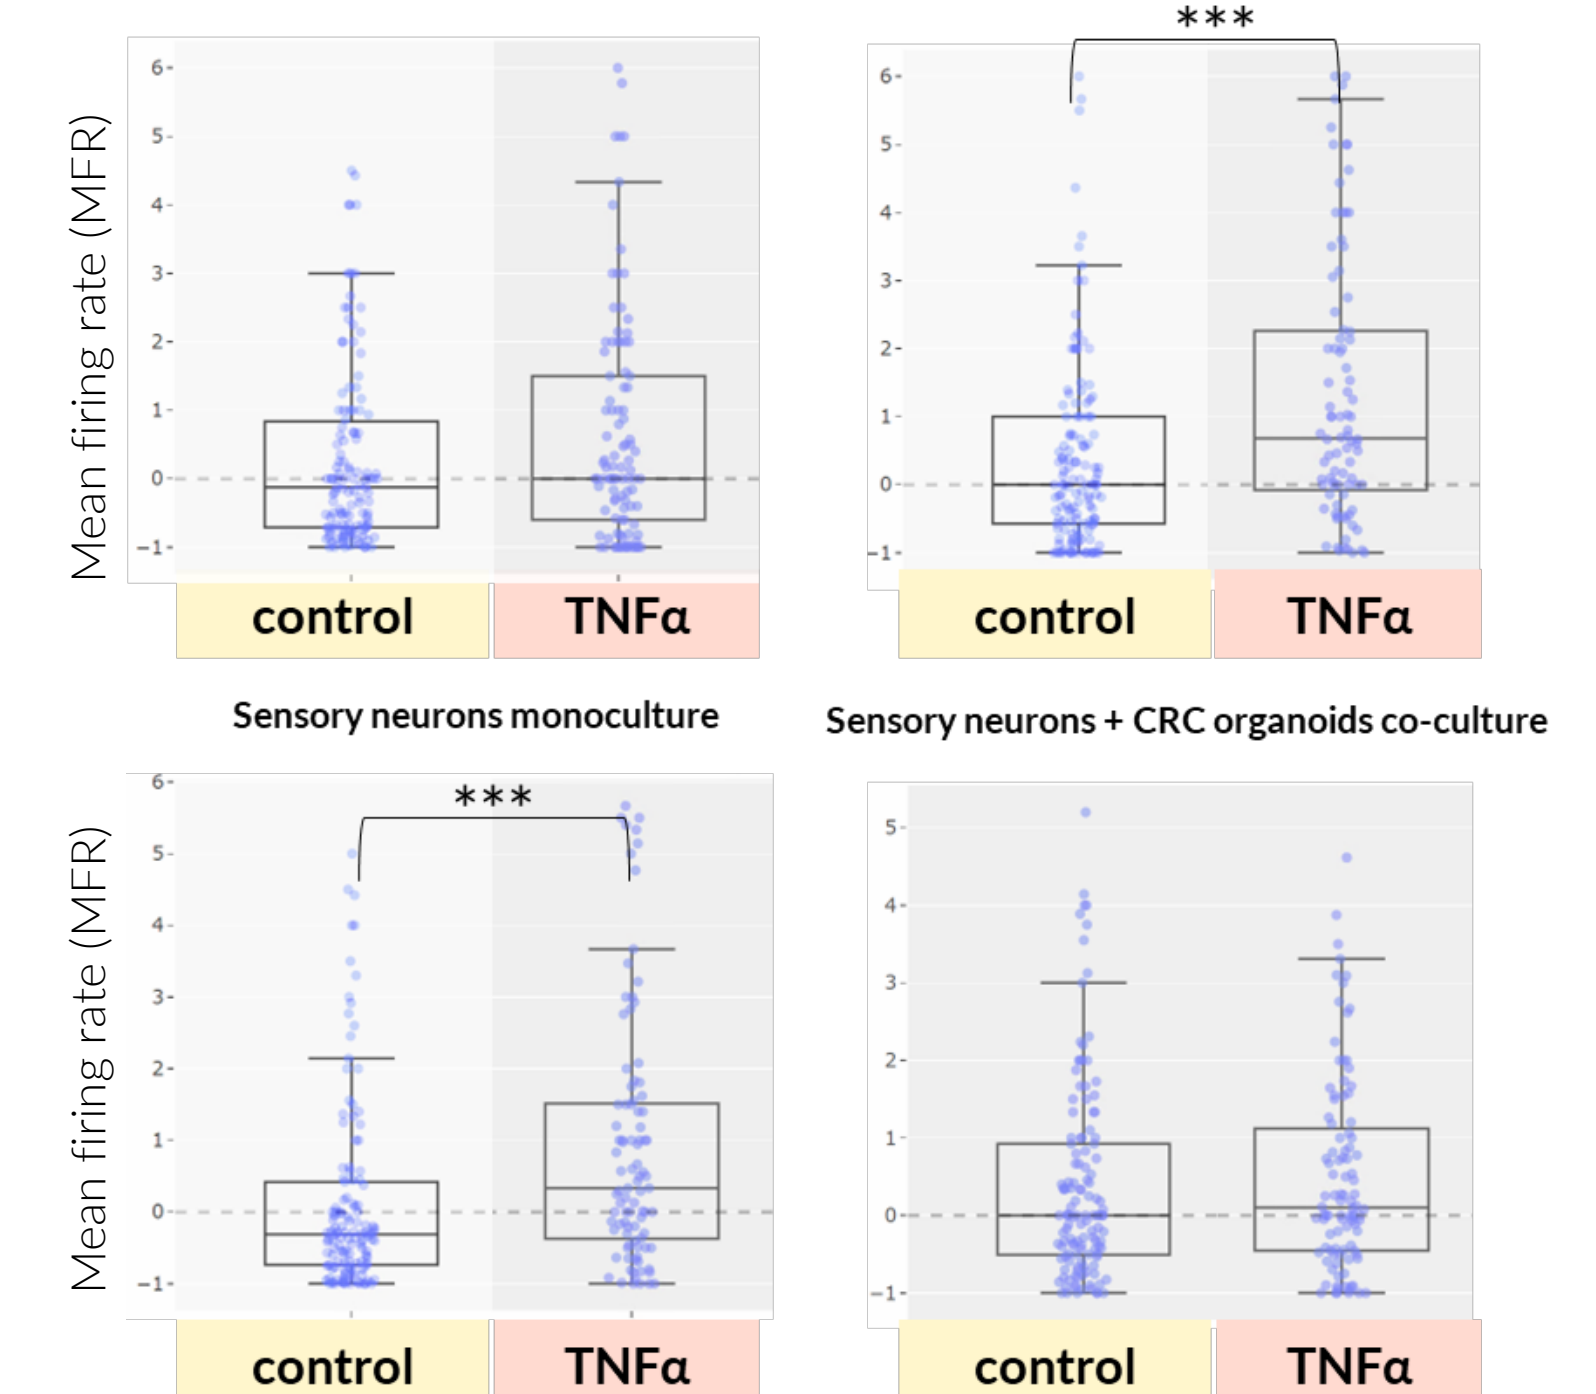 ***
6
5
4
3
2
1
0
−1
Mean firing rate (MFR)
control
TNFα
6
5
4
3
2
1
0
−1
control
TNFα
Sensory neurons monoculture
Sensory neurons + CRC organoids co-culture
6
5
4
3
2
1
0
−1
***
Mean firing rate (MFR)
control
TNFα
5
4
3
2
1
0
−1
control
TNFα